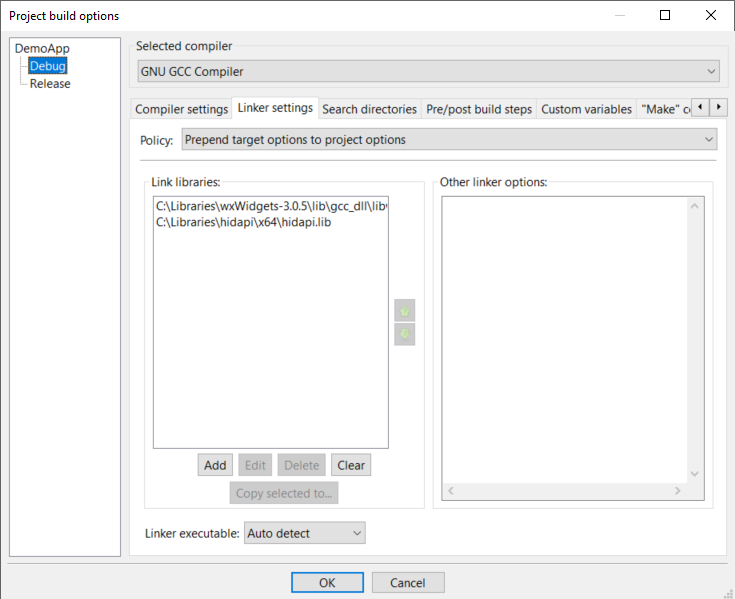 Project build options
DemoApp
Debug
Release
Selected compiler
GNU GCC Compiler
Compiler settings
Linker settings
Search directories
Pre/post build steps
Custom variables
"Make"
Policy:
Prepend target options to project options
Link libraries:
C:\Libraries\wxWidgets-3.0.5\lib\gcc_dll\lib
C:\Libraries\hidapi\x64\hidapi.lib
Add
Edit
Delete
Clear
Copy selected to...
Other linker options:
Linker executable:
Auto detect
OK
Cancel